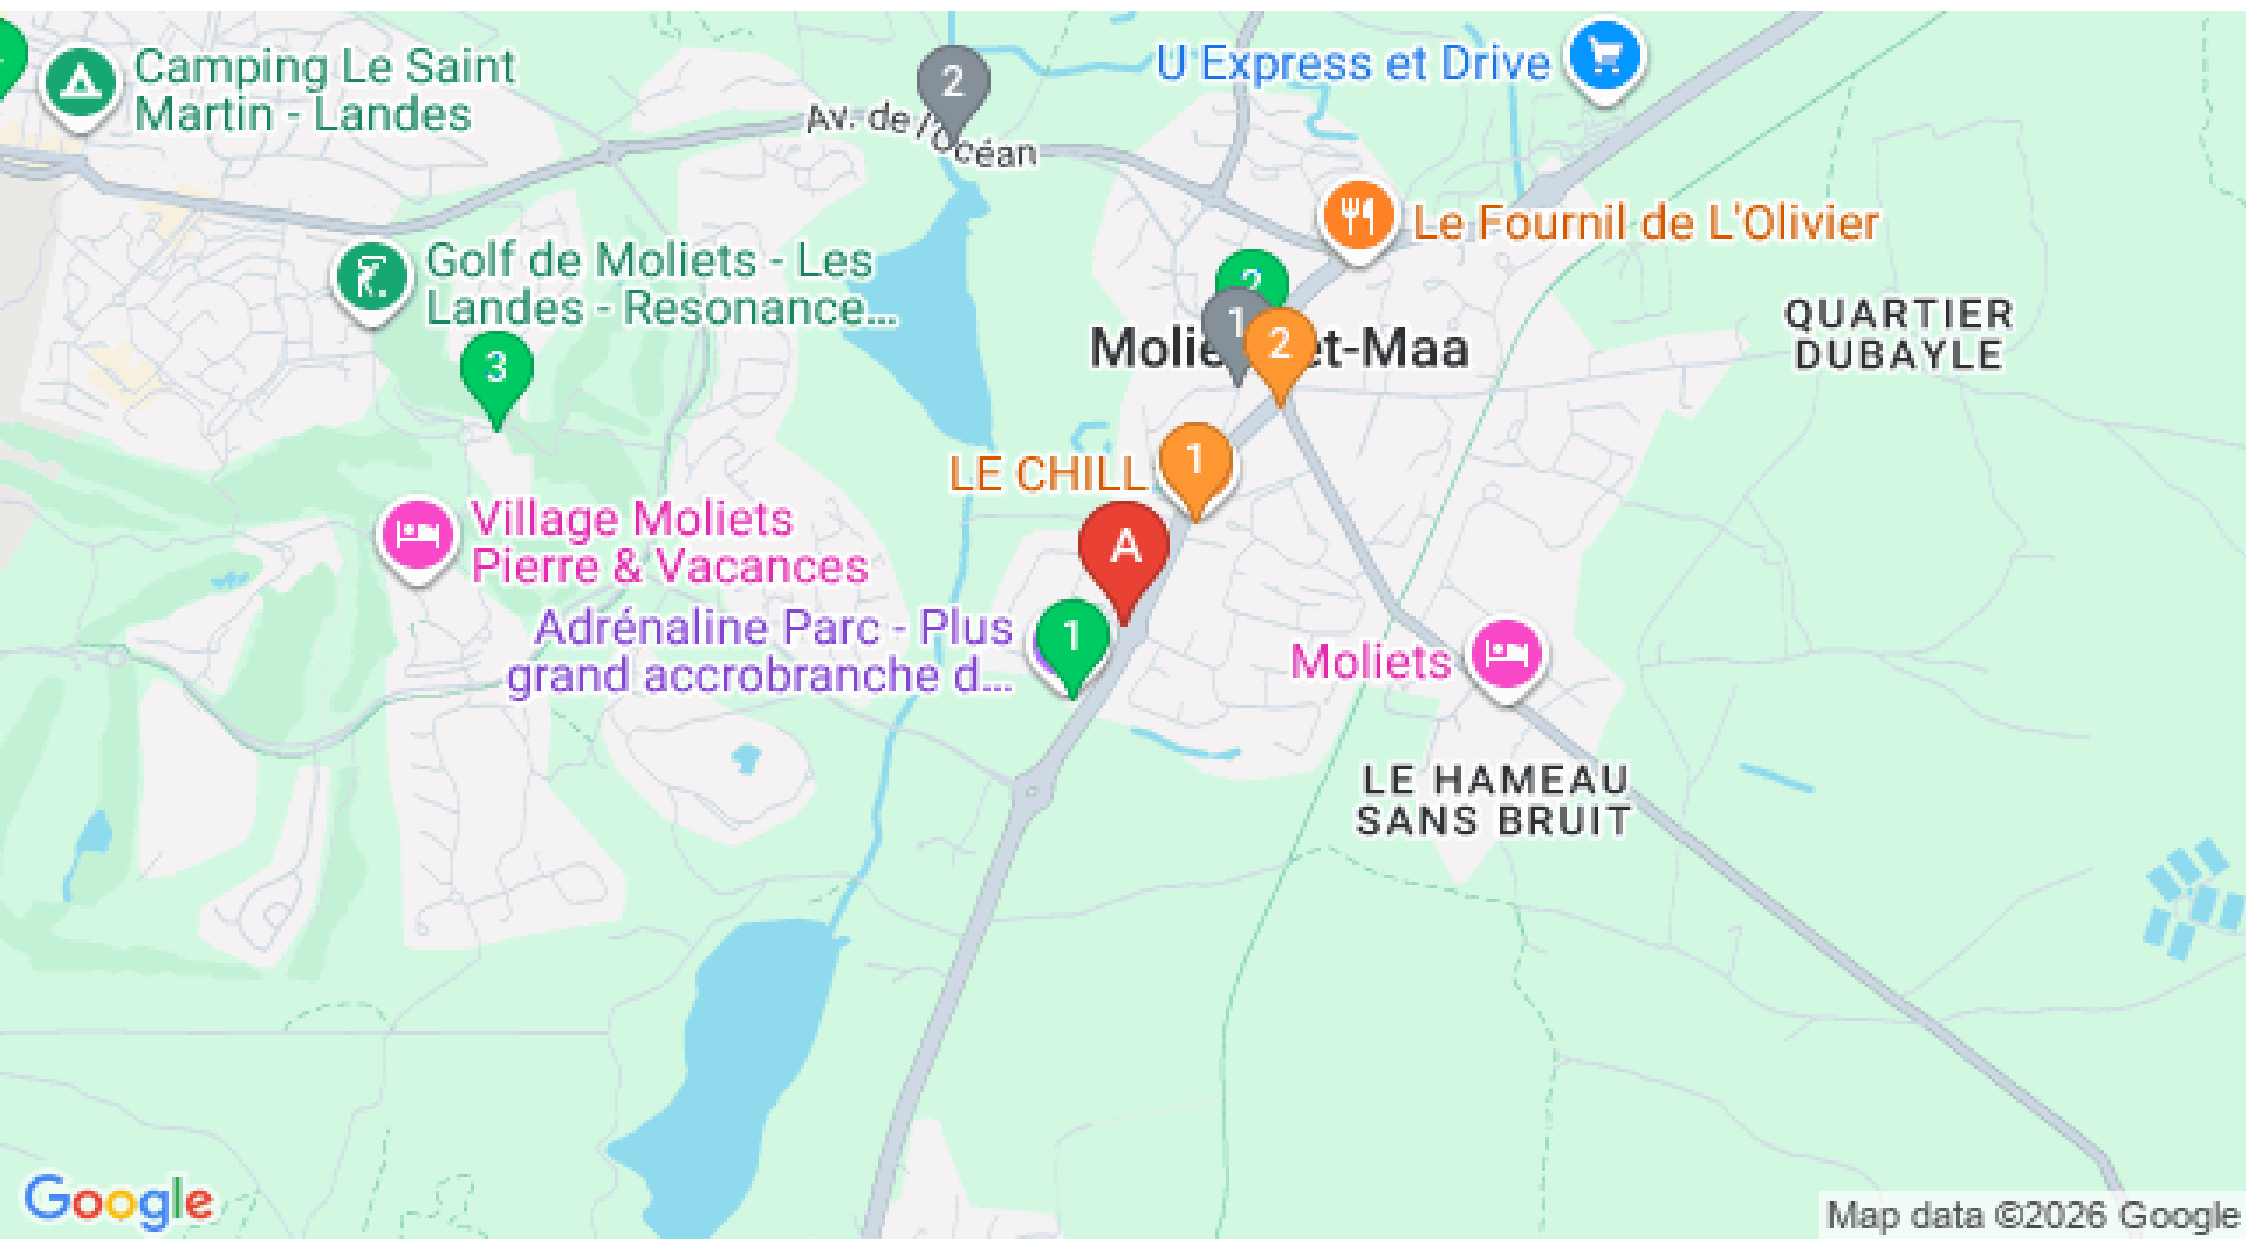 Camping Le Saint
Martin - Landes
2
Av. de l'Océan
U Express et Drive
Le Fournil de L'Olivier
Golf de Moliets - Les
Landes - Resonance...
3
2
1
2
QUARTIER
DUBAYLE
LE CHILL
1
A
Village Moliets
Pierre & Vacances
Adrénaline Parc - Plus
grand accrobranche d...
1
Moliets
LE HAMEAU
SANS BRUIT
Google
Map data ©2026 Google